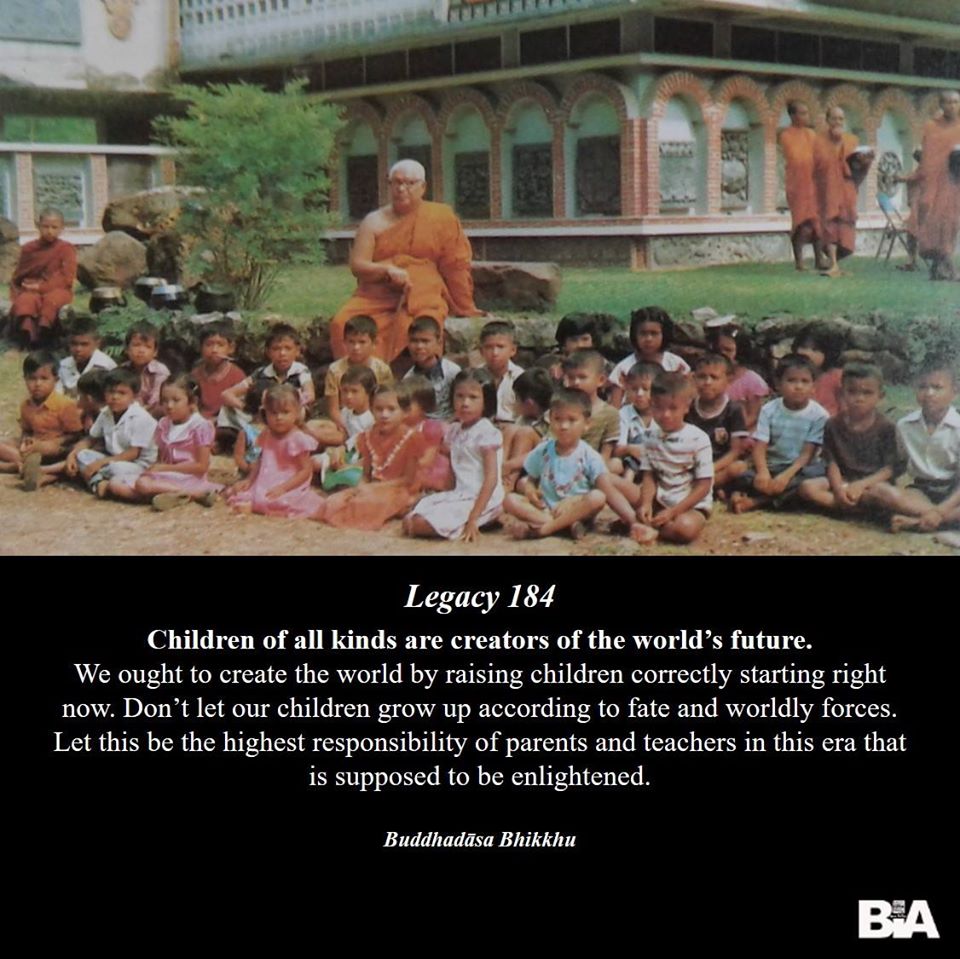 Legacy 184
Children of all kinds are creators of the world’s future.
We ought to create the world by raising children correctly starting right
now. Don’t let our children grow up according to fate and worldly forces.
Let this be the highest responsibility of parents and teachers in this era that
is supposed to be enlightened.
Buddhadāsa Bhikkhu
BIA